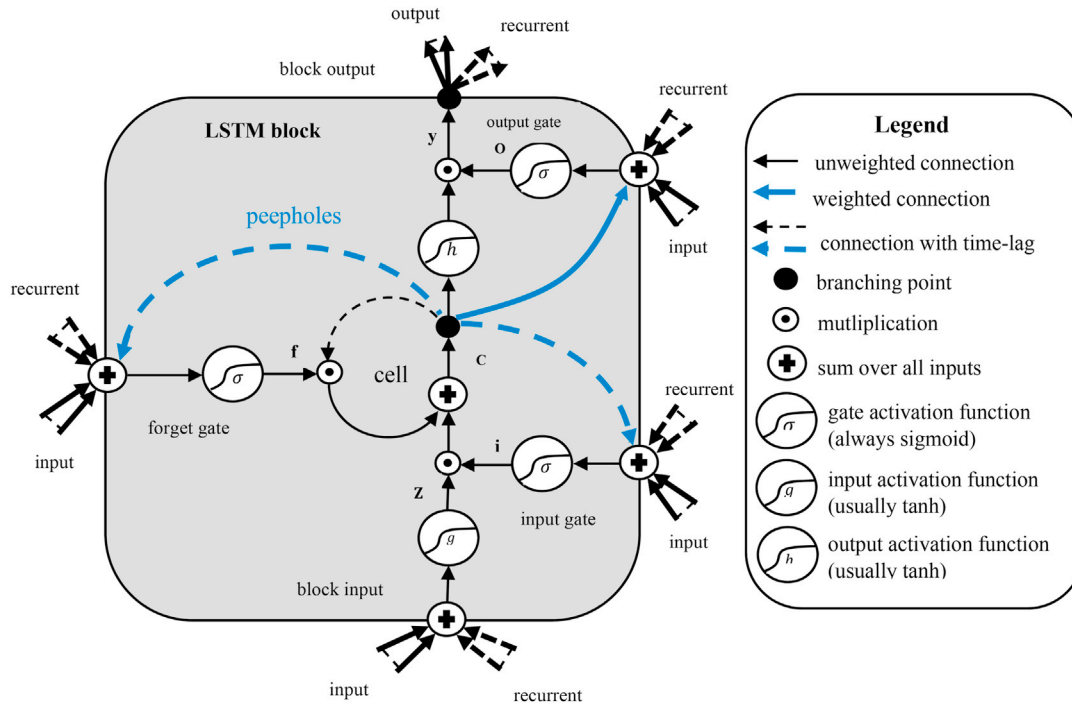 output
recurrent
block output
LSTM block
y
output gate
O
σ
recurrent
input
peepholes
h
recurrent
f
cell
C
σ
forget gate
input
recurrent
i
σ
Z
input gate
input
g
block input
input
recurrent
Legend
unweighted connection
weighted connection
connection with time-lag
branching point
mutliplication
sum over all inputs
σ
gate activation function
(always sigmoid)
g
input activation function
(usually tanh)
h
output activation function
(usually tanh)